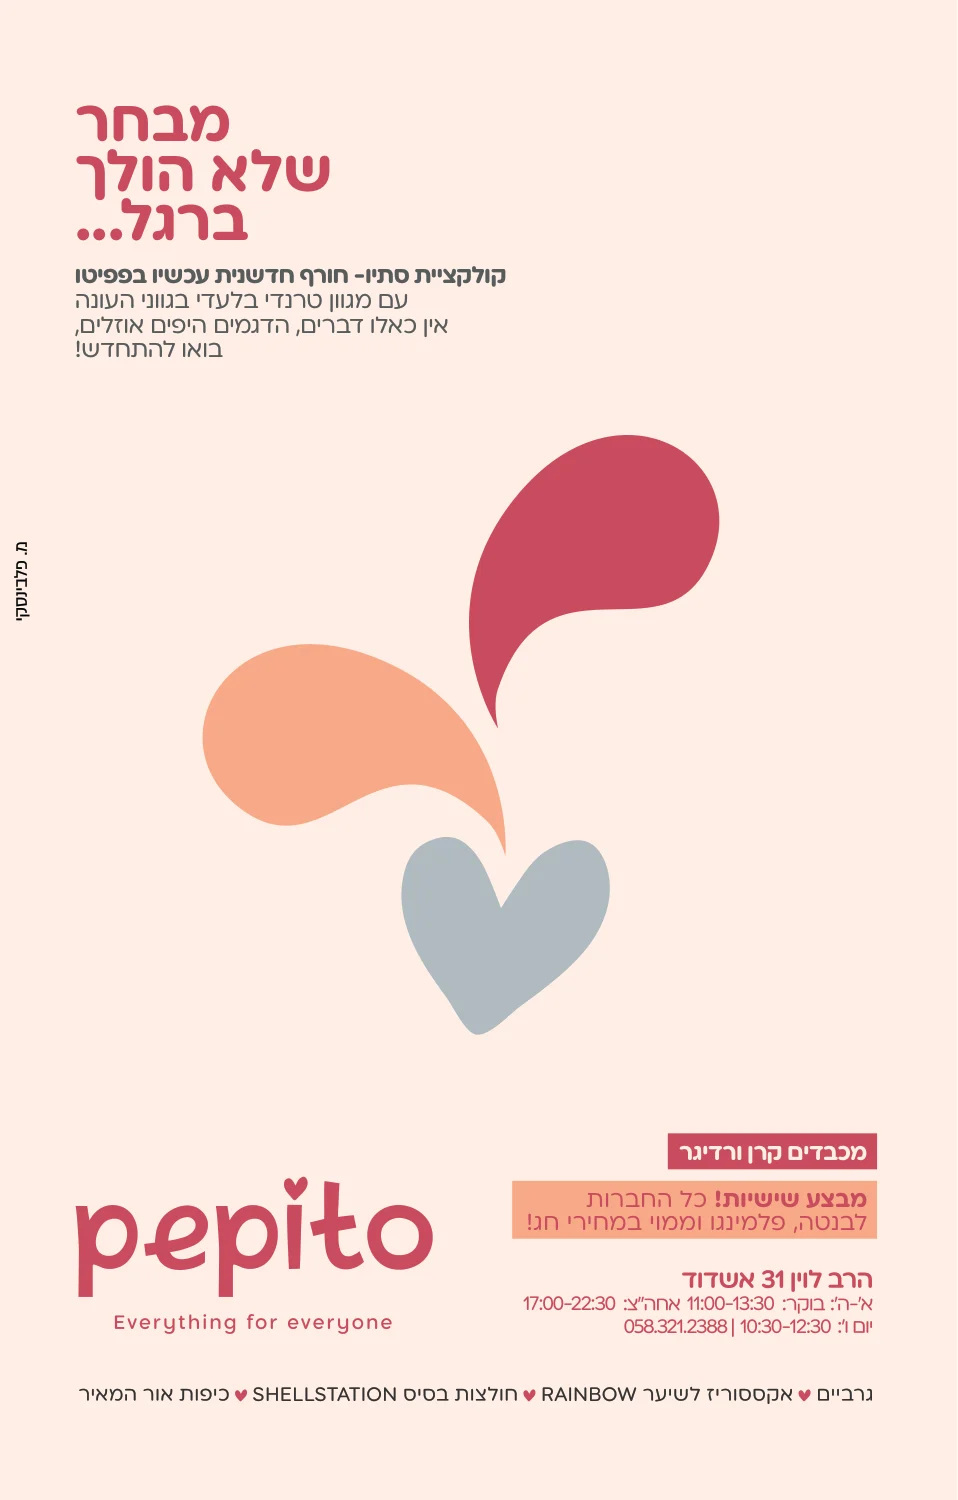 מבחר
שלא הולך
ברגל...
קולקציית סתיו- חורף חדשנית עכשיו בפפיטו
עם מגוון טרנדי בלעדי בגווני העונה
אין כאלו דברים, הדגמים היפים אוזלים,
בואו להתחדש!
מ. פלבינסקי
מכבדים קרן ורדיגר
מבצע שישיות! כל החברות
לבנטה, פלמינגו וממוי במחירי חג!
הרב לוין 31 אשדוד
א'-ה': בוקר: 11:00-13:30 אחה"צ: 17:00-22:30
יום ו': 10:30-12:30 | 058.321.2388
pepito
Everything for everyone
גרביים ♥ אקססוריז לשיער RAINBOW ♥ חולצות בסיס SHELLSTATION ♥ כיפות אור המאיר